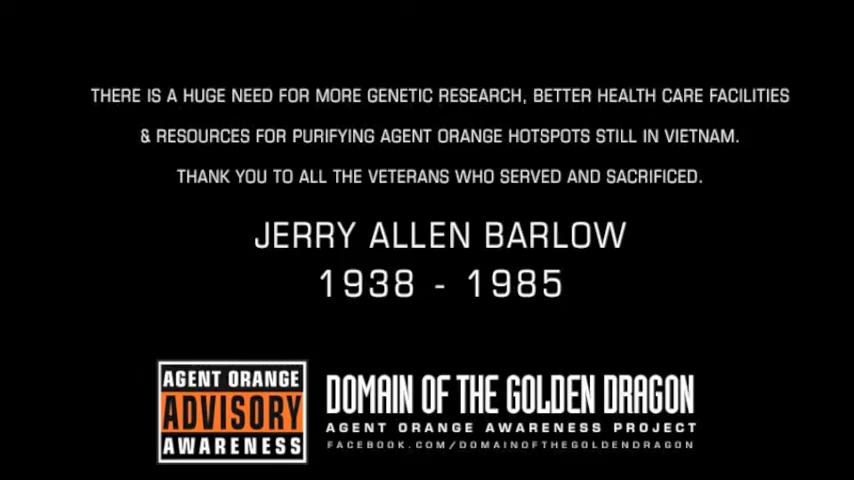 THERE IS A HUGE NEED FOR MORE GENETIC RESEARCH, BETTER HEALTH CARE FACILITIES
& RESOURCES FOR PURIFYING AGENT ORANGE HOTSPOTS STILL IN VIETNAM.
THANK YOU TO ALL THE VETERANS WHO SERVED AND SACRIFICED.
JERRY ALLEN BARLOW
1938 - 1985
AGENT ORANGE
ADVISORY
AWARENESS
DOMAIN OF THE GOLDEN DRAGON
AGENT ORANGE AWARENESS PROJECT
FACEBOOK.COM/DOMAINOFTHEGOLDENDRAGON